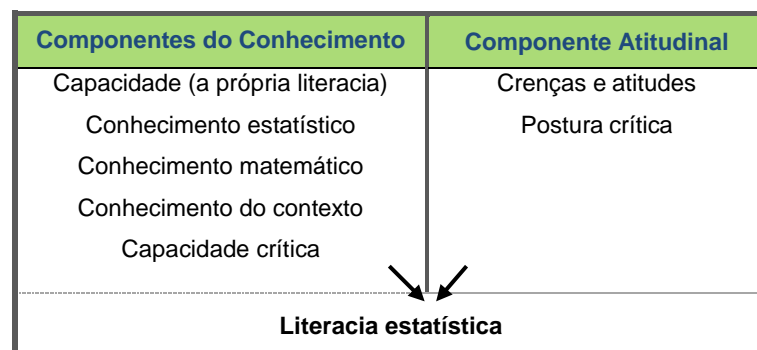 Componentes do Conhecimento
Componente Atitudinal
Capacidade (a própria literacia)
Crenças e atitudes
Conhecimento estatístico
Postura crítica
Conhecimento matemático
Conhecimento do contexto
Capacidade crítica
Literacia estatística